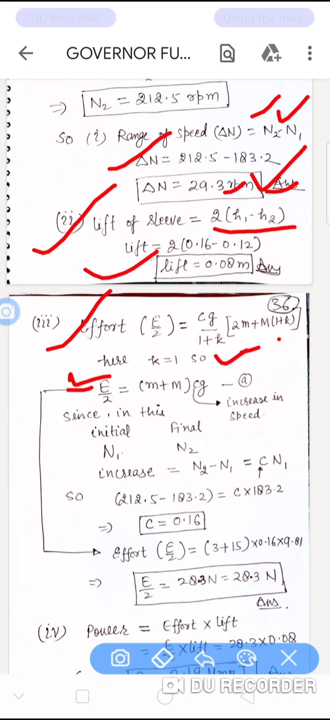 GOVERNOR FU...
⇒ N₂ = 212.5 rpm
So (i) Range of speed (ΔN) = N₂-N₁
ΔN = 212.5 - 183.2
ΔN = 29.3 rpm Ans
(ii) Lift of sleeve = 2(h₁-h₂)
lift = 2(0.16-0.12)
lift = 0.08m Ans
36
(iii) Effort (E/2) = cg/1+k [2m+M(1+k)]
here k=1 so
E/2 = (m+M)cg — ⓐ
since, in this → increase in speed.
initial Final
N₁ N₂
increase = N₂-N₁ = CN₁
so (212.5-183.2) = C×183.2
⇒ C = 0.16
Effort (E/2) = (3+15)×0.16×9.81
⇒ E/2 = 28.3 N = 28.3 N
Ans.
(iv) Power = Effort x lift
= E/2 x lift = 28.3×0.08
DU RECORDER